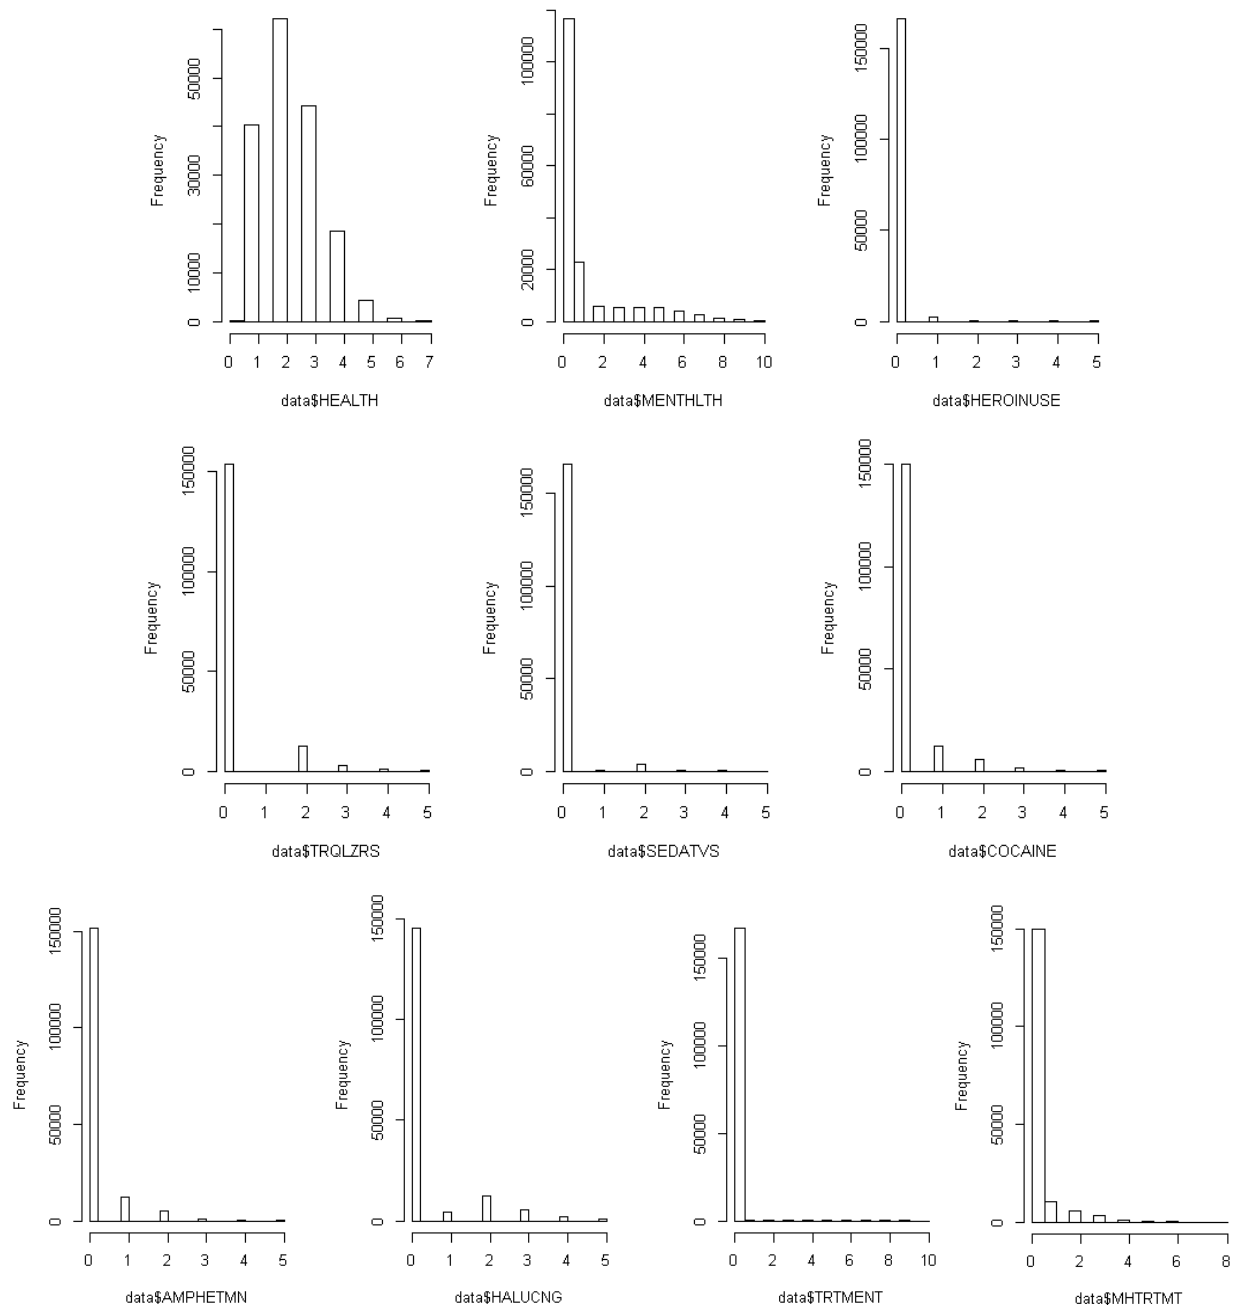 Frequency
0 10000 30000 50000
0 1 2 3 4 5 6 7
data$HEALTH
Frequency
0 20000 60000 100000
0 2 4 6 8 10
data$MENTHLTH
Frequency
0 50000 100000 150000
0 1 2 3 4 5
data$HEROINUSE
Frequency
0 50000 100000 150000
0 1 2 3 4 5
data$TRQLZRS
Frequency
0 50000 100000 150000
0 1 2 3 4 5
data$SEDATVS
Frequency
0 50000 100000 150000
0 1 2 3 4 5
data$COCAINE
Frequency
0 50000 100000 150000
0 1 2 3 4 5
data$AMPHETMN
Frequency
0 50000 100000 150000
0 1 2 3 4 5
data$HALUCNG
Frequency
0 50000 100000 150000
0 2 4 6 8 10
data$TRTMENT
Frequency
0 50000 100000 150000
0 2 4 6 8
data$MHTRTMT